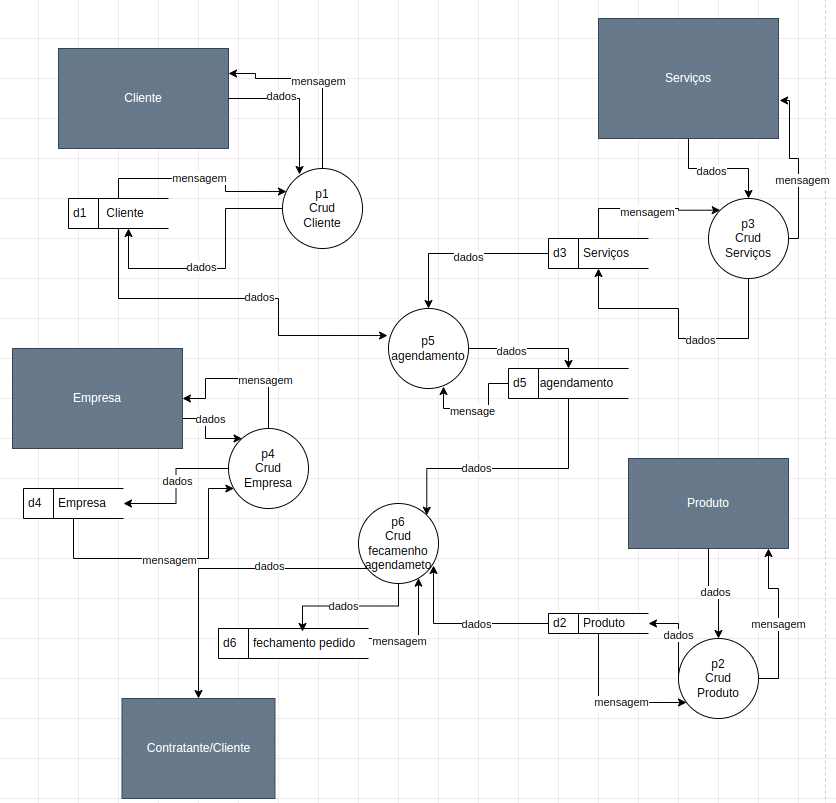 Serviços
Cliente
mensagem
dados
dados
mensagem
mensagem
p1
Crud
Cliente
d1
Cliente
mensagem
p3
Crud
Serviços
d3
Serviços
dados
dados
dados
dados
p5
agendamento
dados
mensagem
d5
agendamento
Empresa
mensage
dados
p4
Crud
Empresa
dados
dados
d4
Empresa
Produto
p6
Crud
fecamenho
agendameto
mensagem
dados
dados
dados
d2
Produto
dados
mensagem
dados
d6
fechamento pedido
mensagem
p2
Crud
Produto
mensagem
Contratante/Cliente